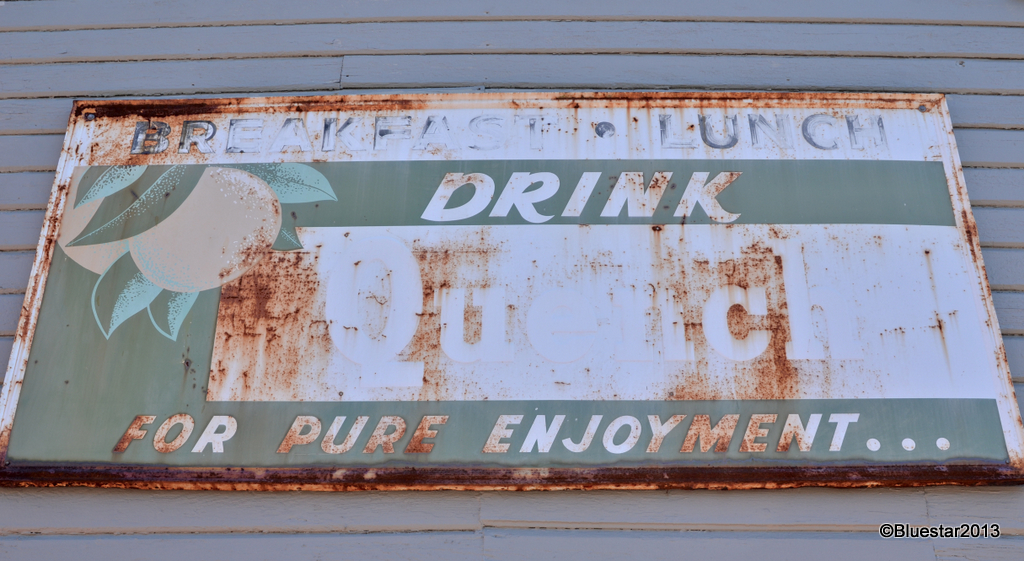 BREAKFAST • LUNCH
DRINK
Quench
FOR PURE ENJOYMENT...
©Bluestar2013